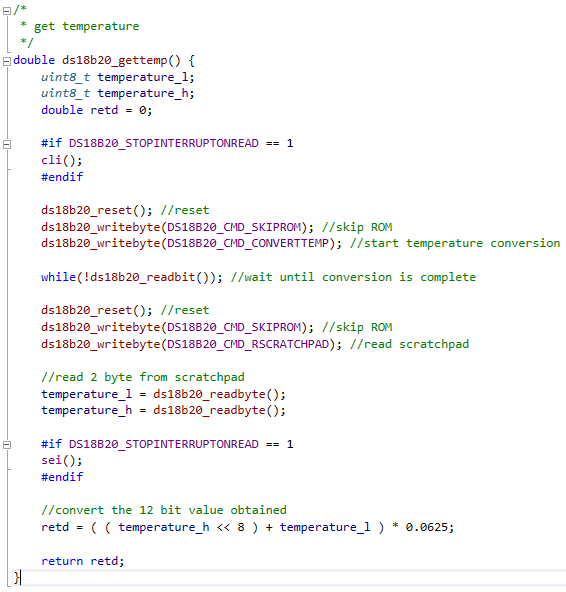 /*
 * get temperature
 */
double ds18b20_gettemp() {
    uint8_t temperature_l;
    uint8_t temperature_h;
    double retd = 0;

    #if DS18B20_STOPINTERRUPTONREAD == 1
    cli();
    #endif

    ds18b20_reset(); //reset
    ds18b20_writebyte(DS18B20_CMD_SKIPROM); //skip ROM
    ds18b20_writebyte(DS18B20_CMD_CONVERTTEMP); //start temperature conversion

    while(!ds18b20_readbit()); //wait until conversion is complete

    ds18b20_reset(); //reset
    ds18b20_writebyte(DS18B20_CMD_SKIPROM); //skip ROM
    ds18b20_writebyte(DS18B20_CMD_RSCRATCHPAD); //read scratchpad

    //read 2 byte from scratchpad
    temperature_l = ds18b20_readbyte();
    temperature_h = ds18b20_readbyte();

    #if DS18B20_STOPINTERRUPTONREAD == 1
    sei();
    #endif

    //convert the 12 bit value obtained
    retd = ( ( temperature_h << 8 ) + temperature_l ) * 0.0625;

    return retd;
}